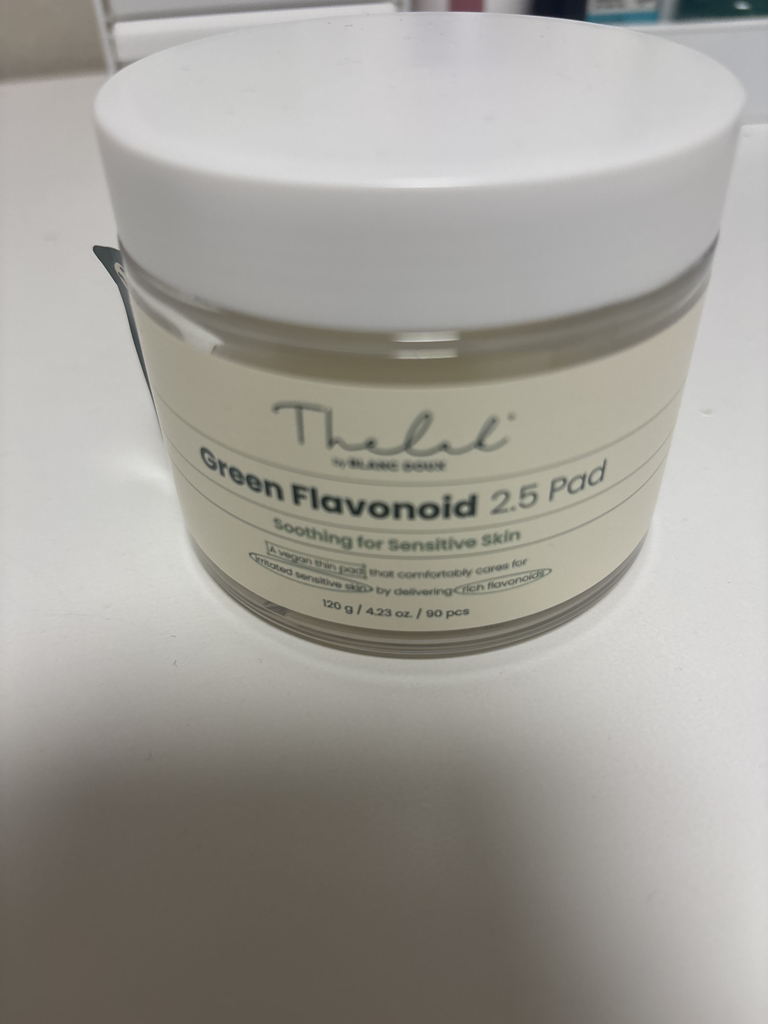 Thelab
by BLANC DOUX
Green Flavonoid 2.5 Pad
Soothing for Sensitive Skin
A vegan thin pad that comfortably cares for
irritated sensitive skin by delivering rich flavonoids
120 g / 4.23 oz. / 90 pcs